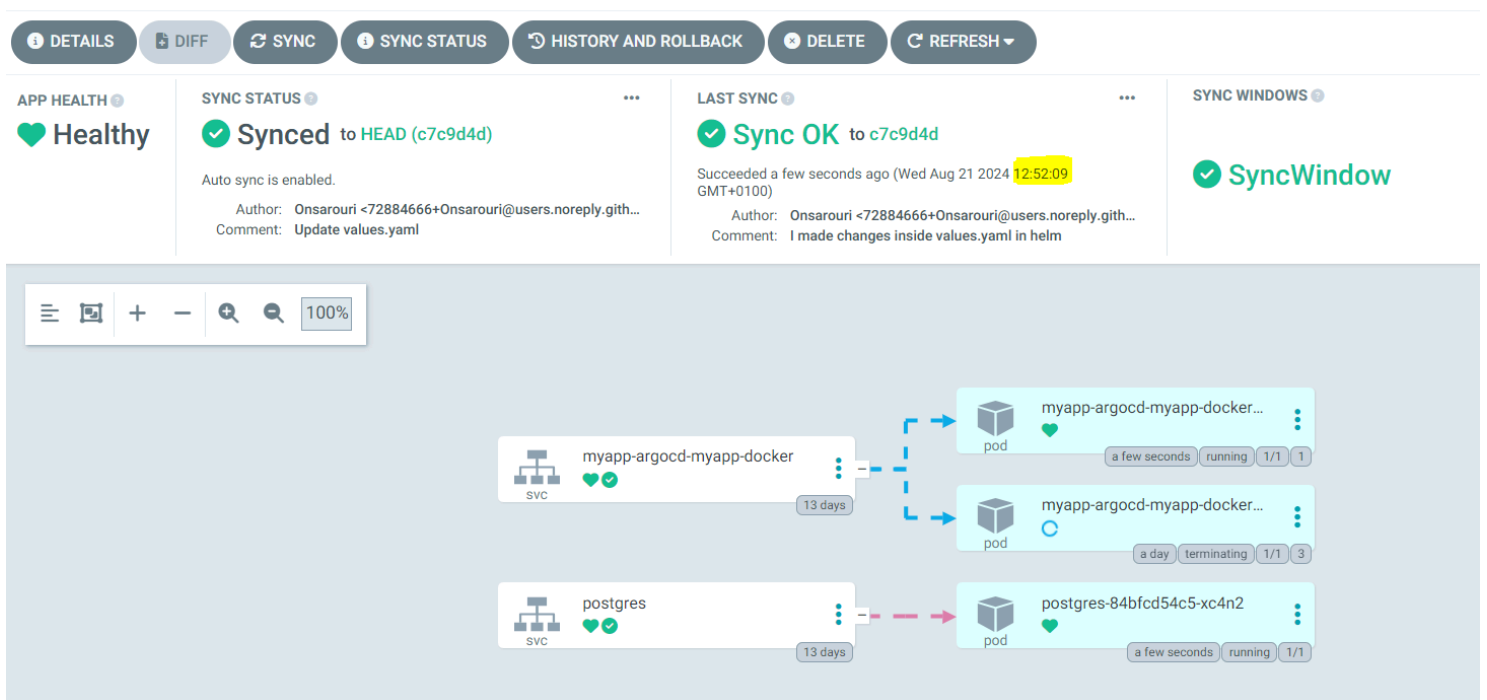 DETAILS
DIFF
SYNC
SYNC STATUS
HISTORY AND ROLLBACK
DELETE
REFRESH
APP HEALTH
Healthy
SYNC STATUS
Synced to HEAD (c7c9d4d)
Auto sync is enabled.
Author: Onsarouri <72884666+Onsarouri@users.noreply.gith...
Comment: Update values.yaml
LAST SYNC
Sync OK to c7c9d4d
Succeeded a few seconds ago (Wed Aug 21 2024 12:52:09
GMT+0100)
Author: Onsarouri <72884666+Onsarouri@users.noreply.gith...
Comment: I made changes inside values.yaml in helm
SYNC WINDOWS
SyncWindow
100%
myapp-argocd-myapp-docker
svc
13 days
myapp-argocd-myapp-docker...
pod
a few seconds running 1/1 1
myapp-argocd-myapp-docker...
pod
a day terminating 1/1 3
postgres
svc
13 days
postgres-84bfcd54c5-xc4n2
pod
a few seconds running 1/1